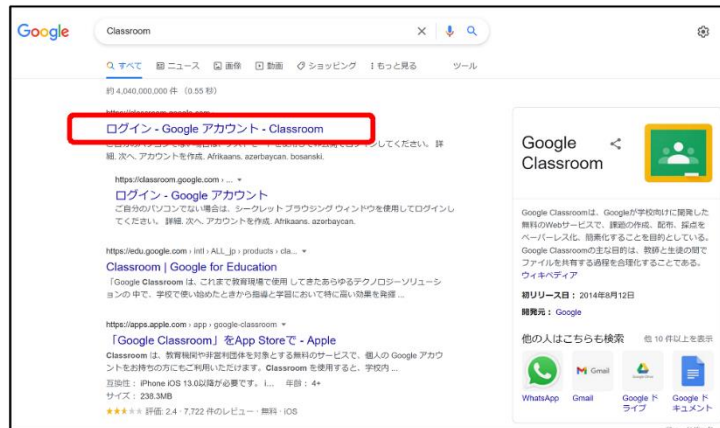 Google
Classroom
すべて ニュース 画像 動画 ショッピング もっと見る ツール
約 4,040,000,000 件 (0.55 秒)
ログイン - Google アカウント - Classroom
細. 次へ. アカウントを作成. Afrikaans. azərbaycan. bosanski.
https://classroom.google.com › ...
ログイン - Google アカウント
ご自分のパソコンでない場合は、シークレット ブラウジング ウィンドウを使用してログインし
てください。 詳細. 次へ. アカウントを作成. Afrikaans. azərbaycan.
https://edu.google.com › intl › ALL_jp › products › cla...
Classroom | Google for Education
「Google Classroom は、これまで教育現場で使用 してきたあらゆるテクノロジーソリューシ
ョンの 中で、学校で使い始めたときから指導と学習において特に高い効果を発揮 ...
https://apps.apple.com › app › google-classroom
「Google Classroom」をApp Storeで - Apple
Classroom は、教育機関や非営利団体を対象とする無料のサービスで、個人の Google アカウ
ントをお持ちの方にもご利用いただけます。Classroom を使用すると、学校内 ...
互換性： iPhone iOS 13.0以降が必要です。 i... 年齢： 4+
サイズ： 238.3MB
評価: 2.4 · 7,722 件のレビュー · 無料 · iOS
Google
Classroom
Google Classroomは、Googleが学校向けに開発した
無料のWebサービスで、課題の作成、配布、採点を
ペーパーレス化、簡素化することを目的としている。
Google Classroomの主な目的は、教師と生徒の間で
ファイルを共有する過程を合理化することである。
ウィキペディア
初リリース日： 2014年8月12日
開発元： Google
他の人はこちらも検索 他 10 件以上を表示
Gmail
WhatsApp Gmail Google ド
ライブ Google ド
キュメント